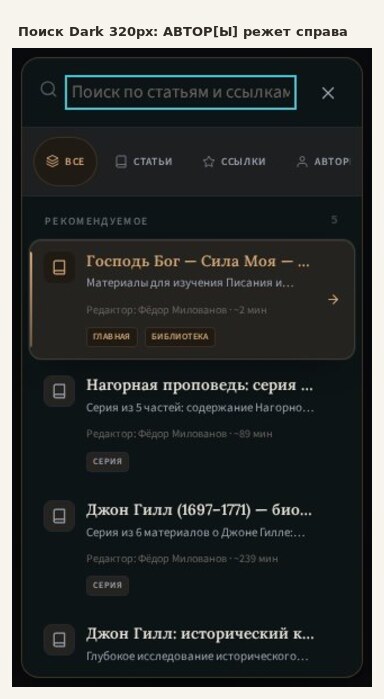 Поиск Dark 320px: АВТОР[Ы] режет справа
Поиск по статьям и ссылкам
ВСЕ
СТАТЬИ
ССЫЛКИ
АВТОР
РЕКОМЕНДУЕМОЕ
5
Господь Бог — Сила Моя — ...
Материалы для изучения Писания и...
Редактор: Фёдор Милованов · ~2 мин
ГЛАВНАЯ
БИБЛИОТЕКА
Нагорная проповедь: серия ...
Серия из 5 частей: содержание Нагорно...
Редактор: Фёдор Милованов · ~89 мин
СЕРИЯ
Джон Гилл (1697–1771) — био...
Серия из 6 материалов о Джоне Гилле:...
Редактор: Фёдор Милованов · ~239 мин
СЕРИЯ
Джон Гилл: исторический к...
Глубокое исследование исторического...